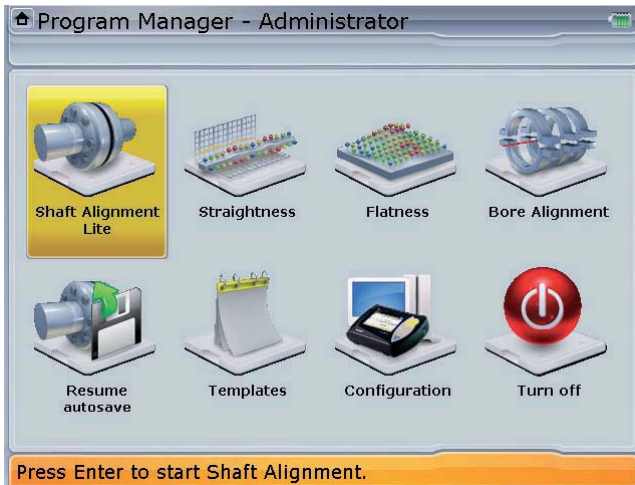 Program Manager - Administrator
Shaft Alignment
Lite
Straightness
Flatness
Bore Alignment
Resume
autosave
Templates
Configuration
Turn off
Press Enter to start Shaft Alignment.